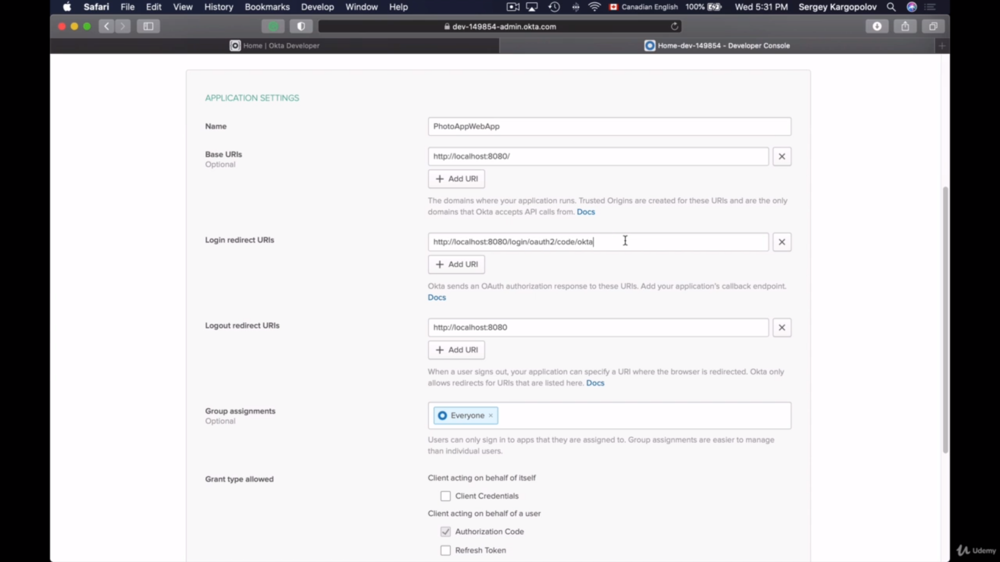 Safari File Edit View History Bookmarks Develop Window Help Canadian English 100% Wed 5:31 PM Sergey Kargopolov
dev-149854-admin.okta.com
Home | Okta Developer
Home-dev-149854 - Developer Console
APPLICATION SETTINGS
Name
PhotoAppWebApp
Base URIs
Optional
http://localhost:8080/
+ Add URI
The domains where your application runs. Trusted Origins are created for these URIs and are the only
domains that Okta accepts API calls from. Docs
Login redirect URIs
http://localhost:8080/login/oauth2/code/okta
+ Add URI
Okta sends an OAuth authorization response to these URIs. Add your application's callback endpoint.
Docs
Logout redirect URIs
http://localhost:8080
+ Add URI
When a user signs out, your application can specify a URI where the browser is redirected. Okta only
allows redirects for URIs that are listed here. Docs
Group assignments
Optional
Everyone ×
Users can only sign in to apps that they are assigned to. Group assignments are easier to manage
than individual users.
Grant type allowed
Client acting on behalf of itself
Client Credentials
Client acting on behalf of a user
Authorization Code
Refresh Token
Udemy